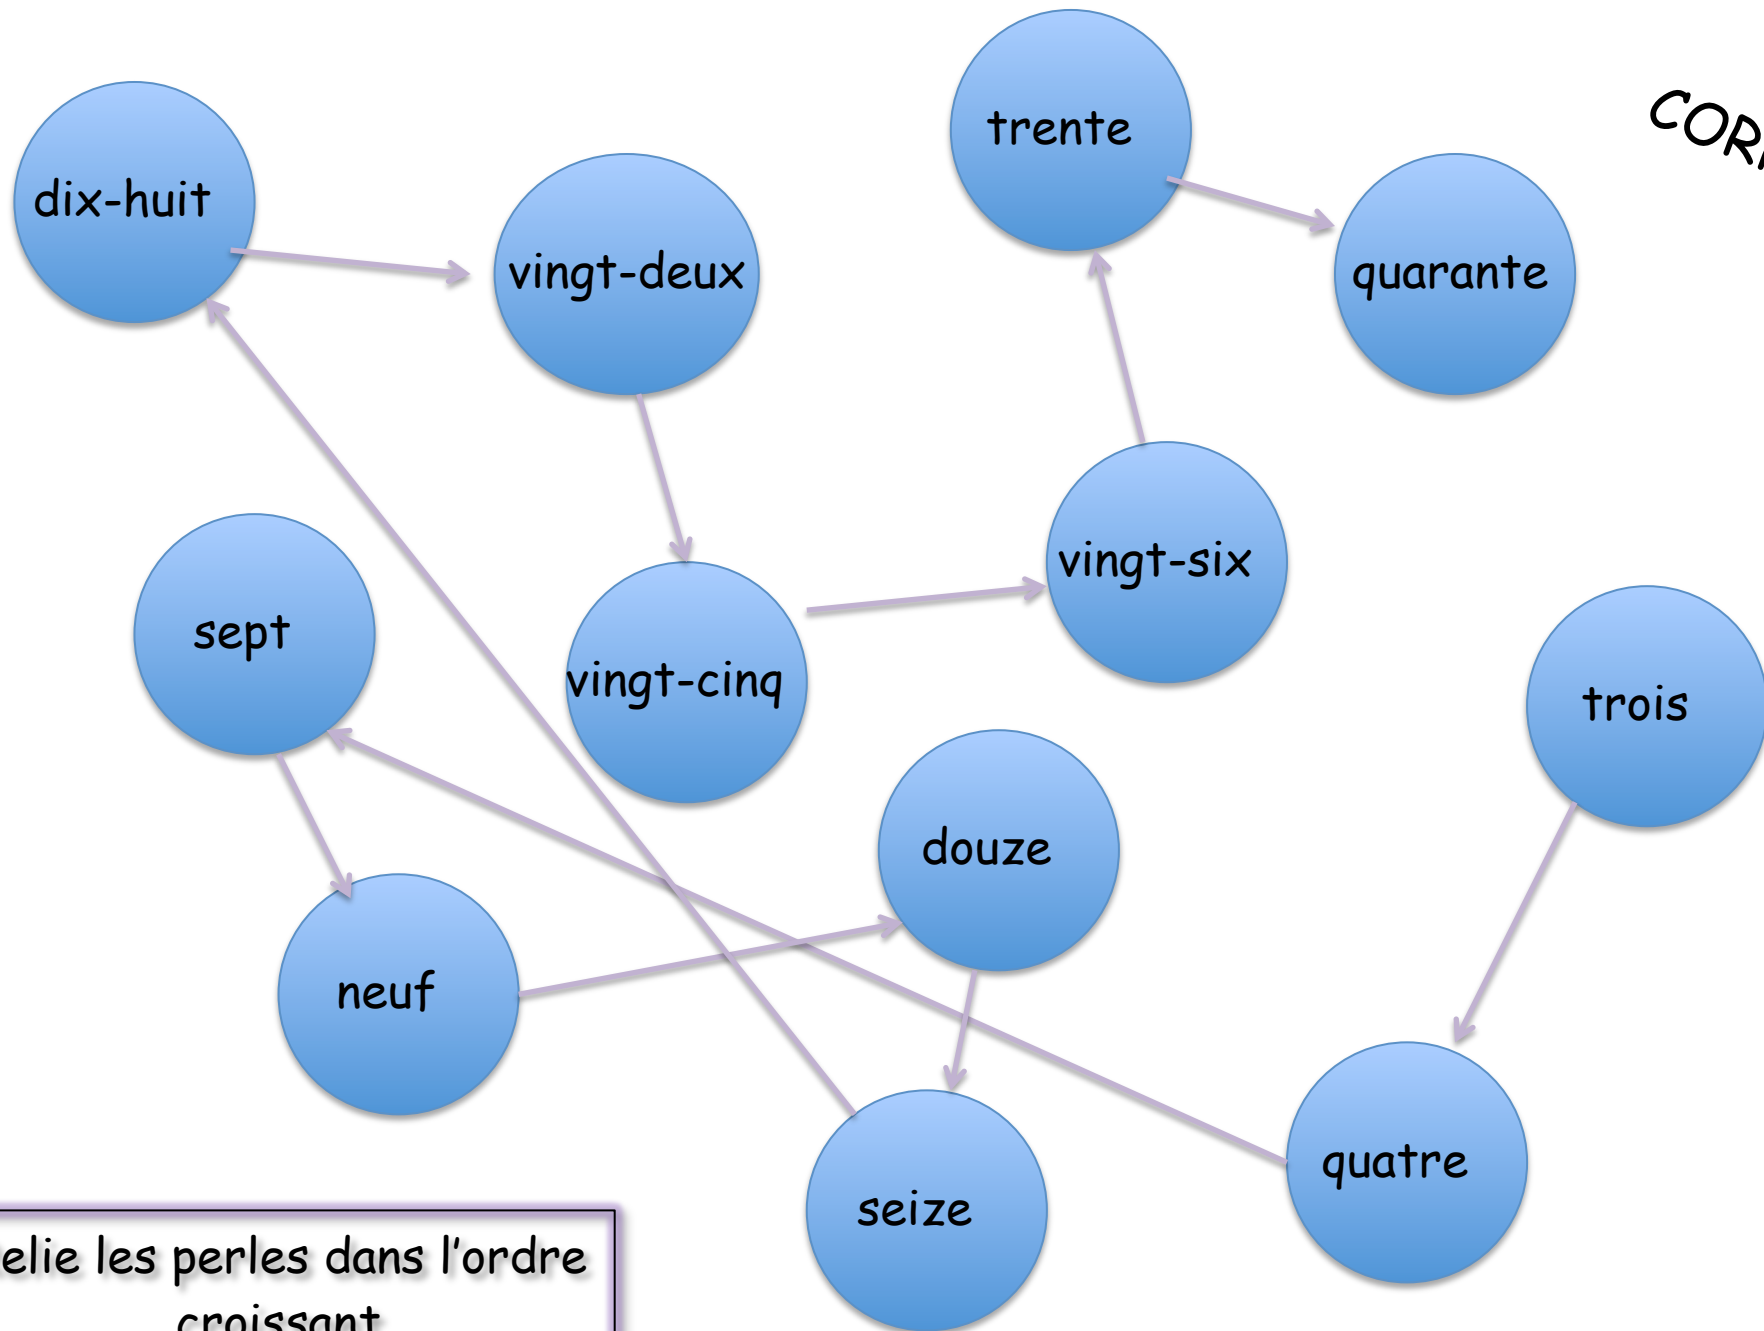 trente
dix-huit
vingt-deux
quarante
vingt-six
sept
vingt-cinq
trois
douze
neuf
quatre
seize
elie les perles dans l'ordre
croissant